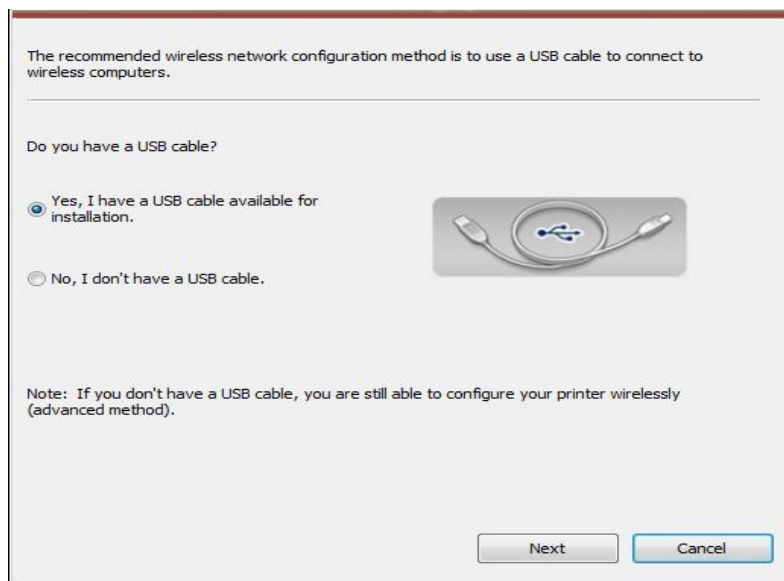 The recommended wireless network configuration method is to use a USB cable to connect to
wireless computers.
Do you have a USB cable?
Yes, I have a USB cable available for
installation.
No, I don't have a USB cable.
Note:  If you don't have a USB cable, you are still able to configure your printer wirelessly
(advanced method).
Next
Cancel